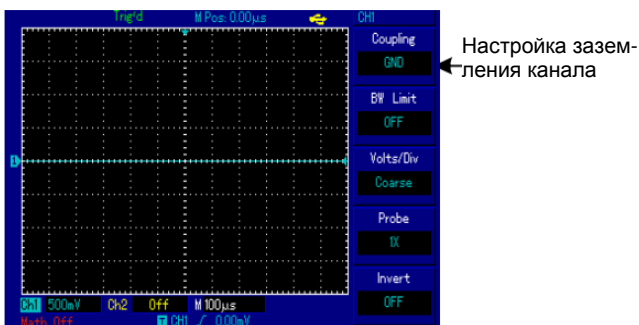 Trig'd M Pos: 0.00µs CH1
Coupling
GND
Настройка зазем-
ления канала
BW Limit
OFF
1
Volts/Div
Coarse
Probe
1X
Invert
OFF
Ch1 500mV Ch2 Off M 100µs
Math Off T CH1 / 0.00mV